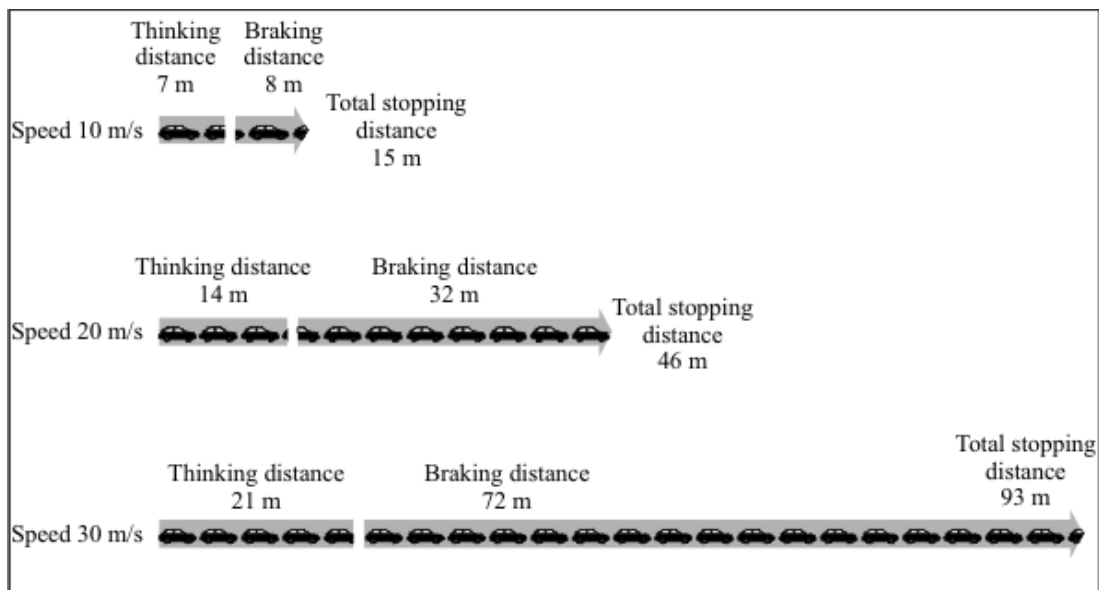 Thinking
distance
7 m
Braking
distance
8 m
Speed 10 m/s
Total stopping
distance
15 m
Thinking distance
14 m
Braking distance
32 m
Speed 20 m/s
Total stopping
distance
46 m
Thinking distance
21 m
Braking distance
72 m
Total stopping
distance
93 m
Speed 30 m/s